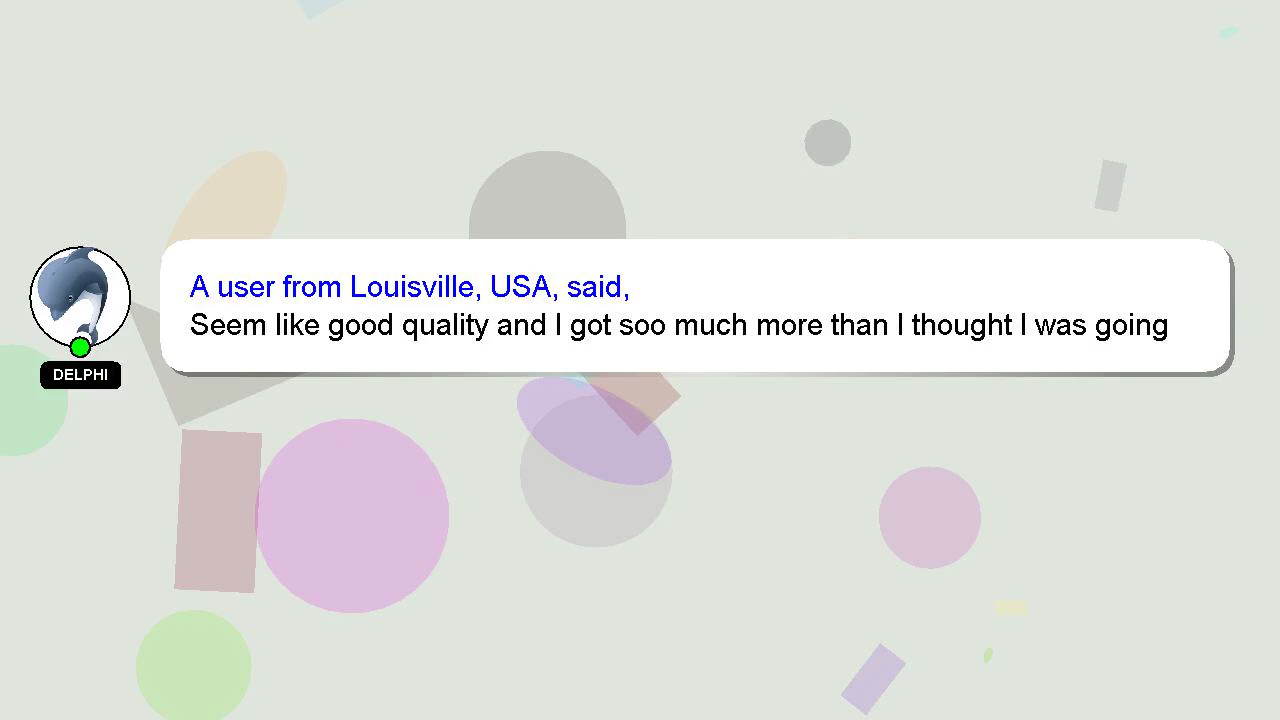 A user from Louisville, USA, said,
Seem like good quality and I got soo much more than I thought I was going
DELPHI